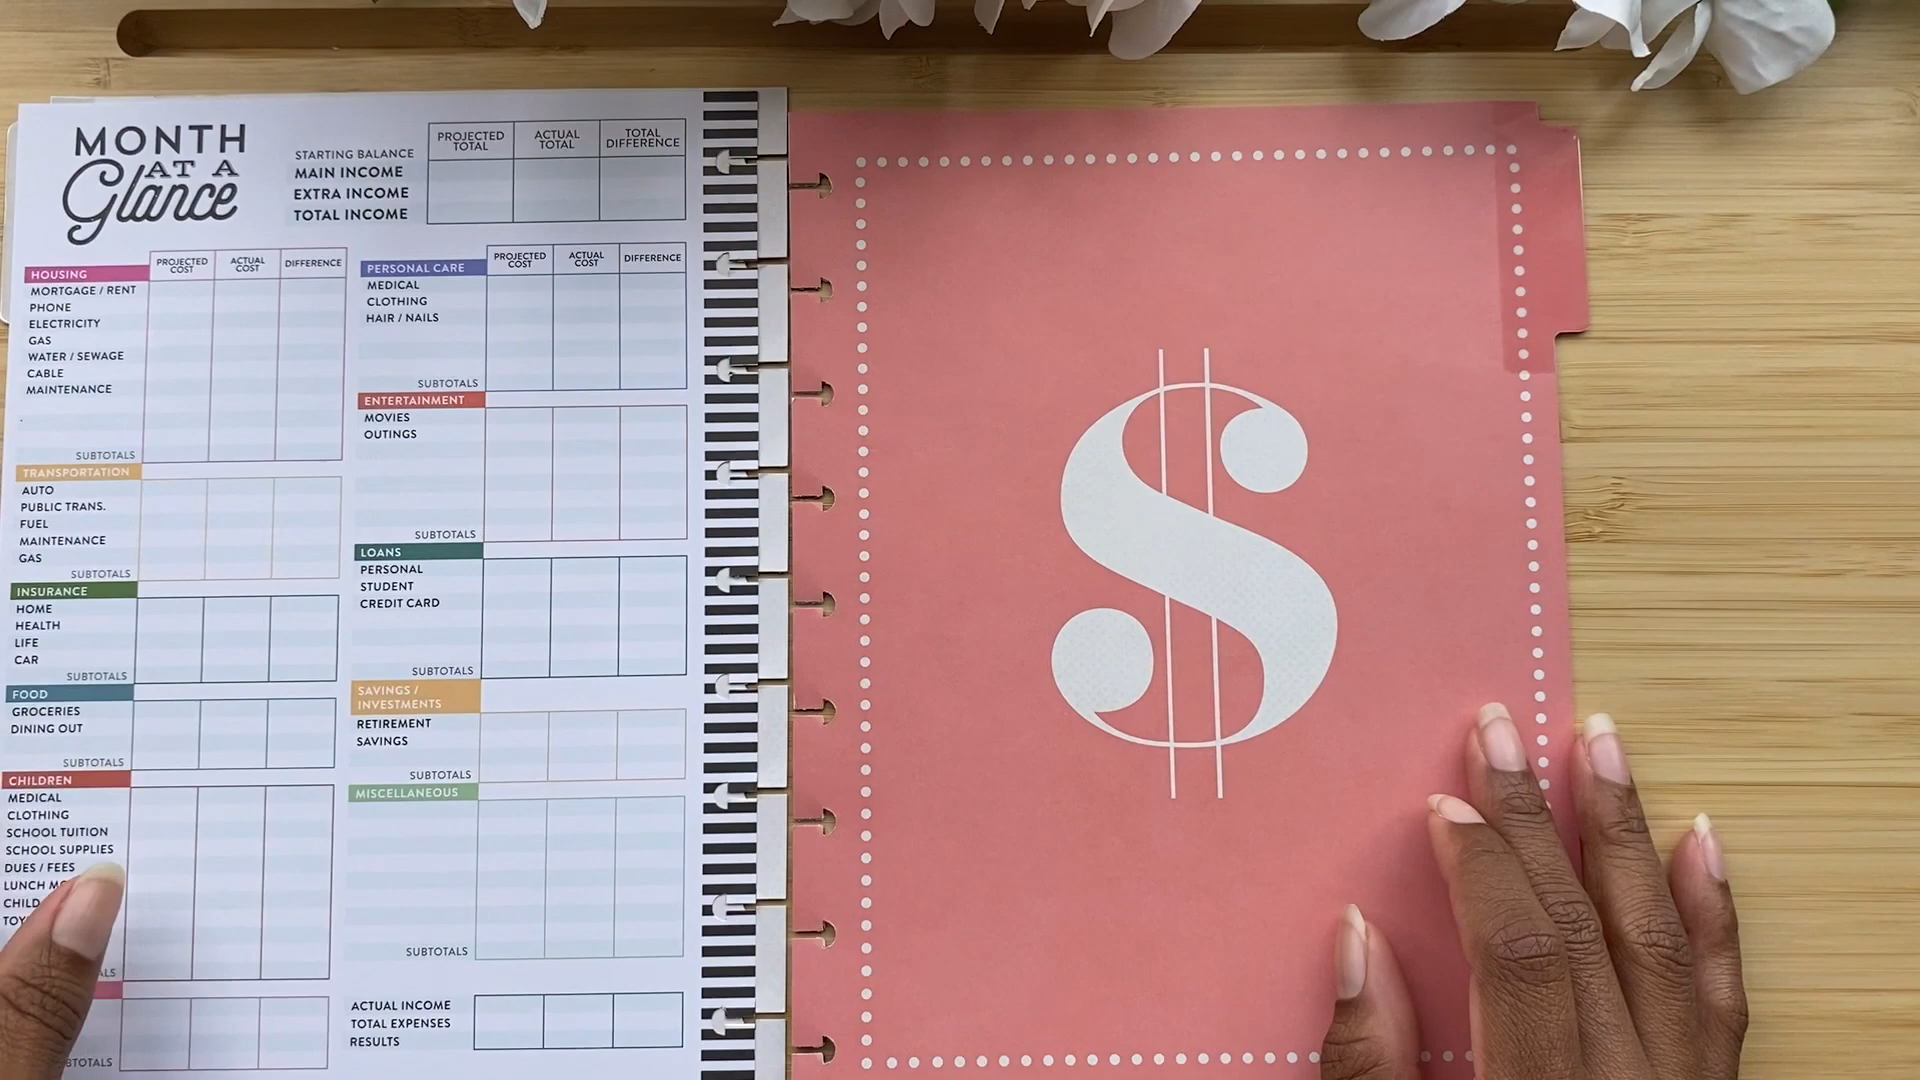 MONTH
AT A
Glance
PROJECTED TOTAL
ACTUAL TOTAL
TOTAL DIFFERENCE
STARTING BALANCE
MAIN INCOME
EXTRA INCOME
TOTAL INCOME
HOUSING
PROJECTED COST
ACTUAL COST
DIFFERENCE
MORTGAGE / RENT
PHONE
ELECTRICITY
GAS
WATER / SEWAGE
CABLE
MAINTENANCE
SUBTOTALS
TRANSPORTATION
AUTO
PUBLIC TRANS.
FUEL
MAINTENANCE
GAS
SUBTOTALS
INSURANCE
HOME
HEALTH
LIFE
CAR
SUBTOTALS
FOOD
GROCERIES
DINING OUT
SUBTOTALS
CHILDREN
MEDICAL
CLOTHING
SCHOOL TUITION
SCHOOL SUPPLIES
DUES / FEES
LUNCH
PERSONAL CARE
PROJECTED COST
ACTUAL COST
DIFFERENCE
MEDICAL
CLOTHING
HAIR / NAILS
SUBTOTALS
ENTERTAINMENT
MOVIES
OUTINGS
SUBTOTALS
LOANS
PERSONAL
STUDENT
CREDIT CARD
SUBTOTALS
SAVINGS /
INVESTMENTS
RETIREMENT
SAVINGS
SUBTOTALS
MISCELLANEOUS
SUBTOTALS
ACTUAL INCOME
TOTAL EXPENSES
RESULTS
$